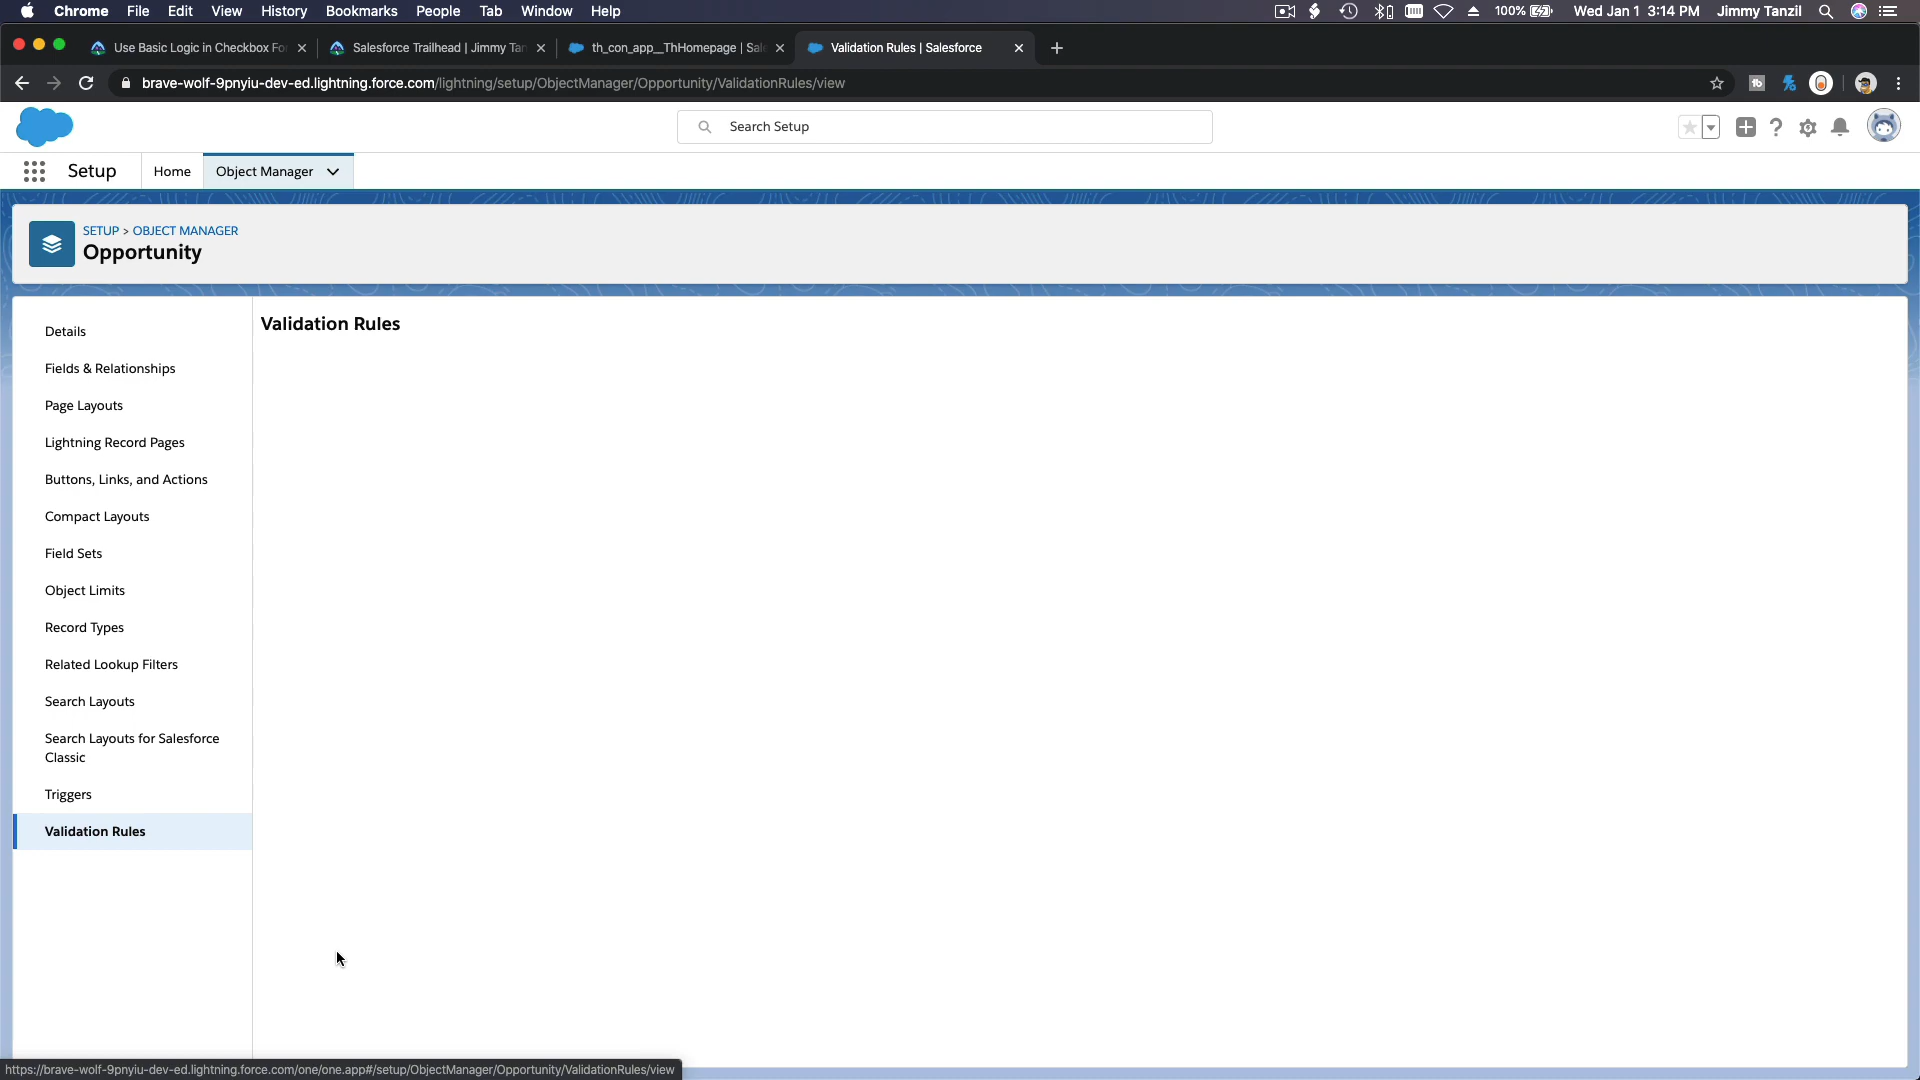 Chrome File Edit View History Bookmarks People Tab Window Help 100% Wed Jan 1 3:14 PM Jimmy Tanzil
Use Basic Logic in Checkbox Fo Salesforce Trailhead | Jimmy Tan th_con_app__ThHomepage | Sal Validation Rules | Salesforce
brave-wolf-9pnyiu-dev-ed.lightning.force.com/lightning/setup/ObjectManager/Opportunity/ValidationRules/view
Search Setup
Setup Home Object Manager
SETUP > OBJECT MANAGER
Opportunity
Details
Validation Rules
Fields & Relationships
Page Layouts
Lightning Record Pages
Buttons, Links, and Actions
Compact Layouts
Field Sets
Object Limits
Record Types
Related Lookup Filters
Search Layouts
Search Layouts for Salesforce
Classic
Triggers
Validation Rules
https://brave-wolf-9pnyiu-dev-ed.lightning.force.com/one/one.app#/setup/ObjectManager/Opportunity/ValidationRules/view